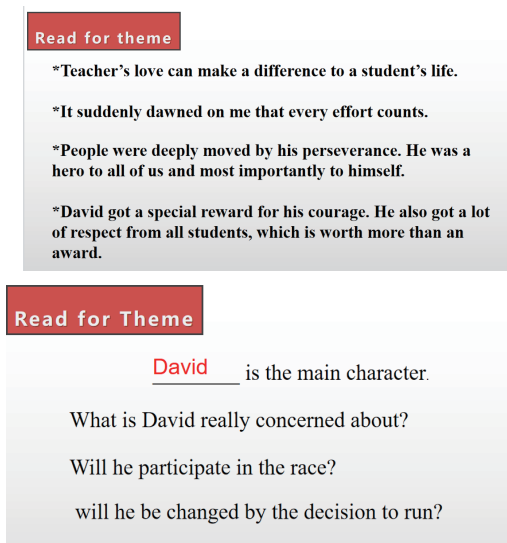 Read for theme
*Teacher’s love can make a difference to a student’s life.
*It suddenly dawned on me that every effort counts.
*People were deeply moved by his perseverance. He was a
hero to all of us and most importantly to himself.
*David got a special reward for his courage. He also got a lot
of respect from all students, which is worth more than an
award.
Read for Theme
David is the main character.
What is David really concerned about?
Will he participate in the race?
will he be changed by the decision to run?